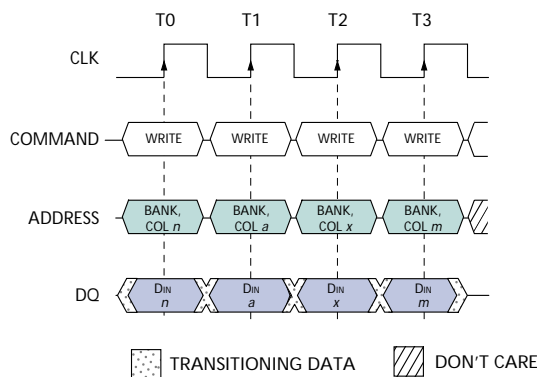 T0 T1 T2 T3
CLK
COMMAND WRITE WRITE WRITE WRITE
ADDRESS BANK, COL n BANK, COL a BANK, COL x BANK, COL m
DQ DIN n DIN a DIN x DIN m
TRANSITIONING DATA DON'T CARE